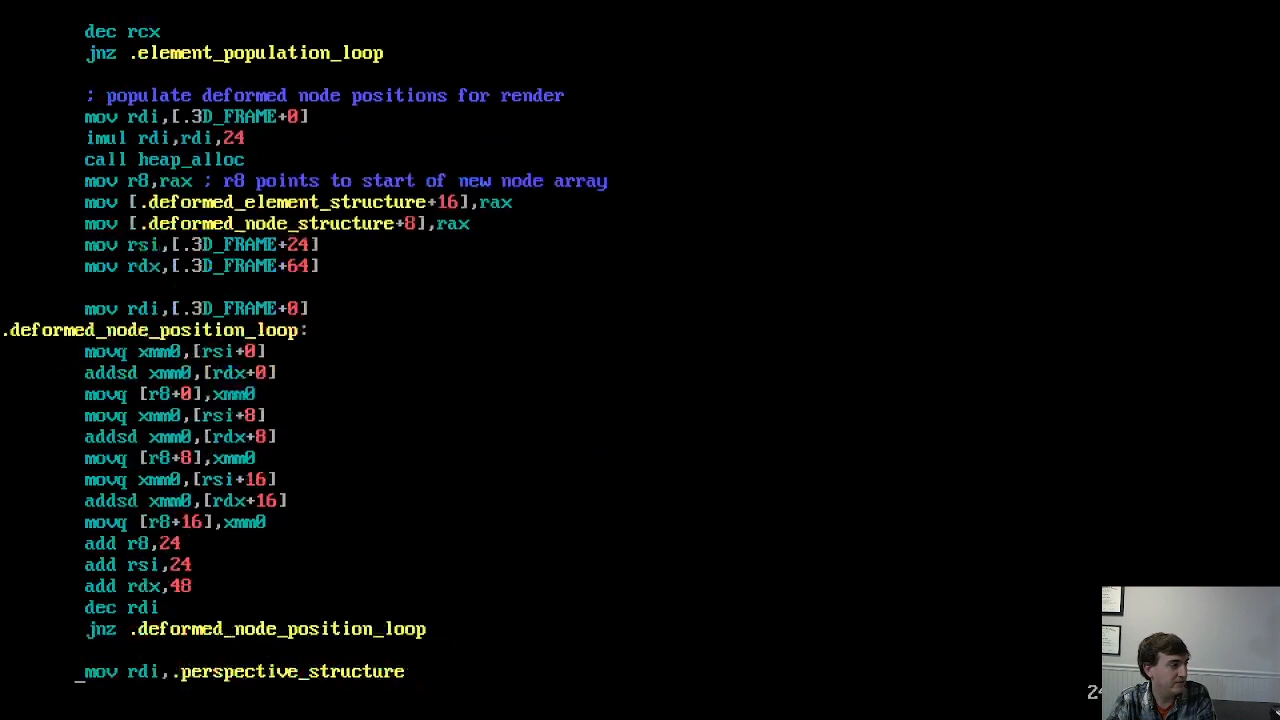 dec rcx
jnz .element_population_loop
; populate deformed node positions for render
mov rdi,[.3D_FRAME+0]
imul rdi,rdi,24
call heap_alloc
mov r8,rax ; r8 points to start of new node array
mov [.deformed_element_structure+16],rax
mov [.deformed_node_structure+8],rax
mov rsi,[.3D_FRAME+24]
mov rdx,[.3D_FRAME+64]
mov rdi,[.3D_FRAME+0]
.deformed_node_position_loop:
movq xmm0,[rsi+0]
addsd xmm0,[rdx+0]
movq [r8+0],xmm0
movq xmm0,[rsi+8]
addsd xmm0,[rdx+8]
movq [r8+8],xmm0
movq xmm0,[rsi+16]
addsd xmm0,[rdx+16]
movq [r8+16],xmm0
add r8,24
add rsi,24
add rdx,48
dec rdi
jnz .deformed_node_position_loop
mov rdi,.perspective_structure